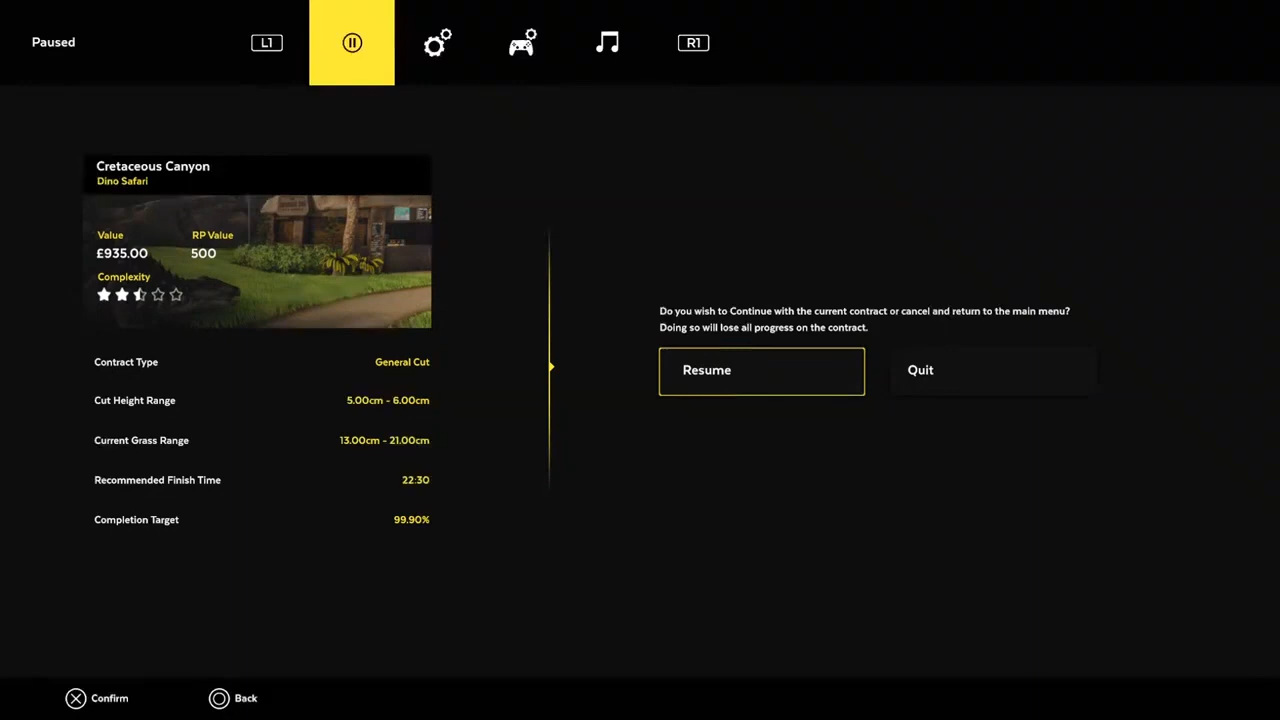 Paused
L1
R1
Cretaceous Canyon
Dino Safari
Value
RP Value
£935.00
500
Complexity
Contract Type
General Cut
Cut Height Range
5.00cm - 6.00cm
Current Grass Range
13.00cm - 21.00cm
Recommended Finish Time
22:30
Completion Target
99.90%
Do you wish to Continue with the current contract or cancel and return to the main menu?
Doing so will lose all progress on the contract.
Resume
Quit
Confirm
Back